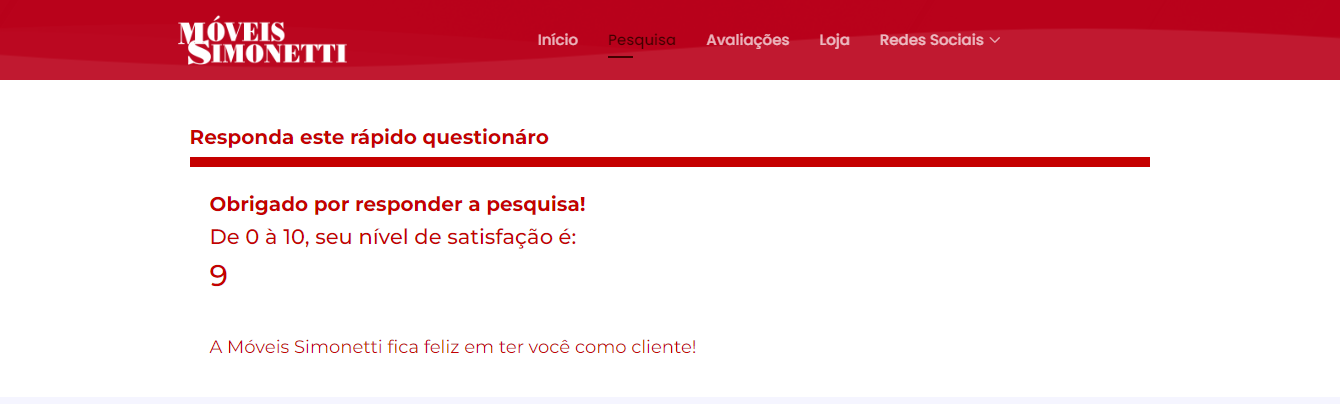 MÓVEIS
SIMONETTI
Início Pesquisa Avaliações Loja Redes Sociais
Responda este rápido questionáro
Obrigado por responder a pesquisa!
De 0 à 10, seu nível de satisfação é:
9
A Móveis Simonetti fica feliz em ter você como cliente!